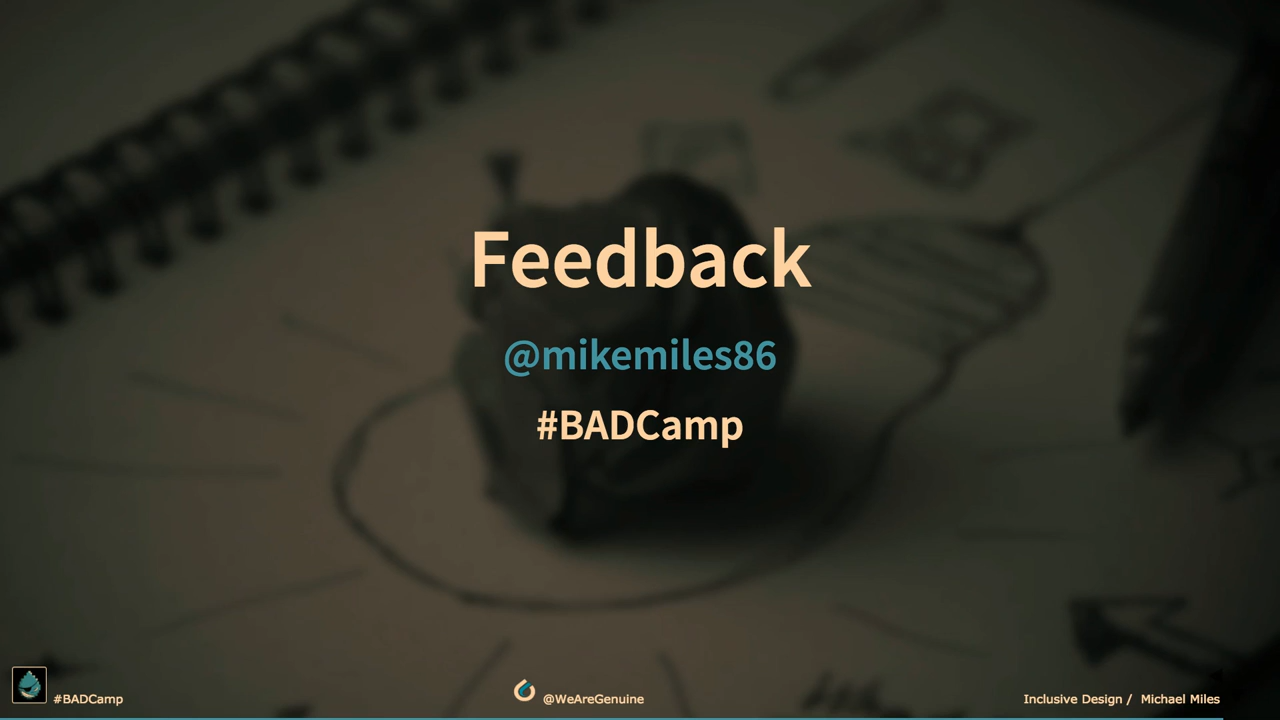 Feedback
@mikemiles86
#BADCamp
#BADCamp
@WeAreGenuine
Inclusive Design / Michael Miles